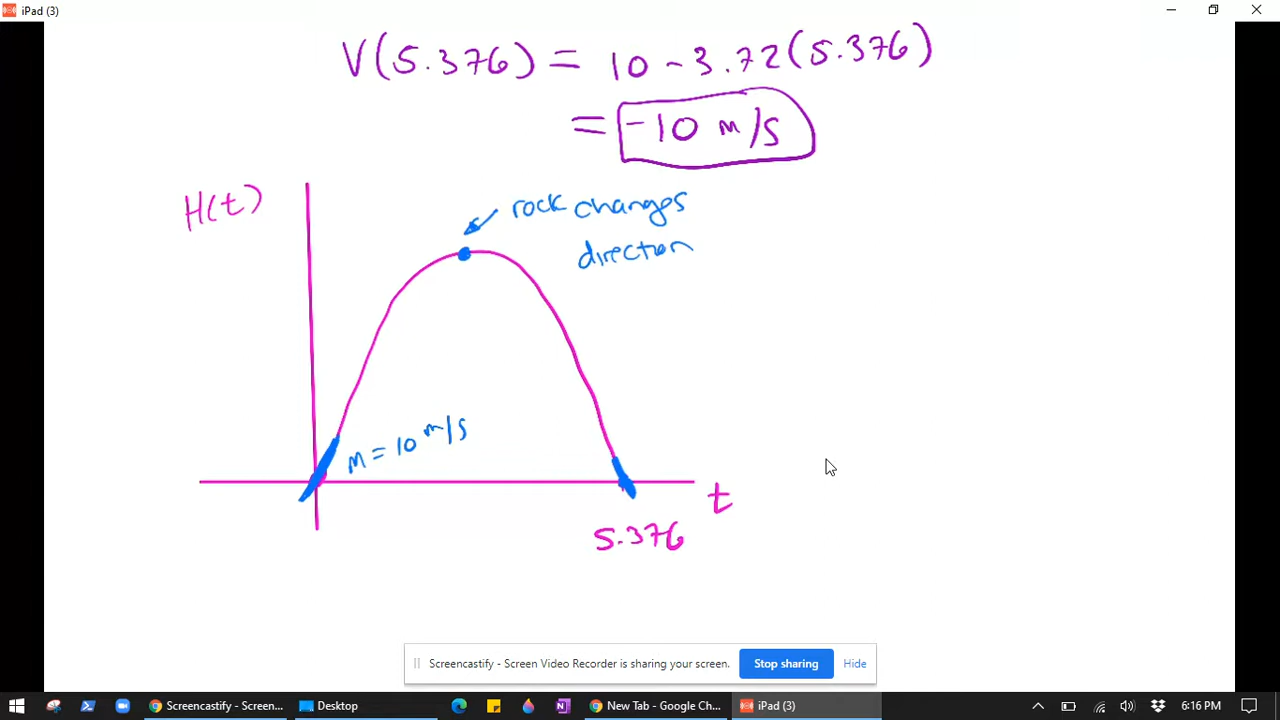 iPad (3)
V(5.376) = 10 - 3.72(5.376)
= -10 m/s
H(t)
rock changes
direction
m = 10 m/s
t
5.376
Screencastify - Screen Video Recorder is sharing your screen.
Stop sharing
Hide
Screencastify - Screen...
Desktop
New Tab - Google Ch...
iPad (3)
6:16 PM